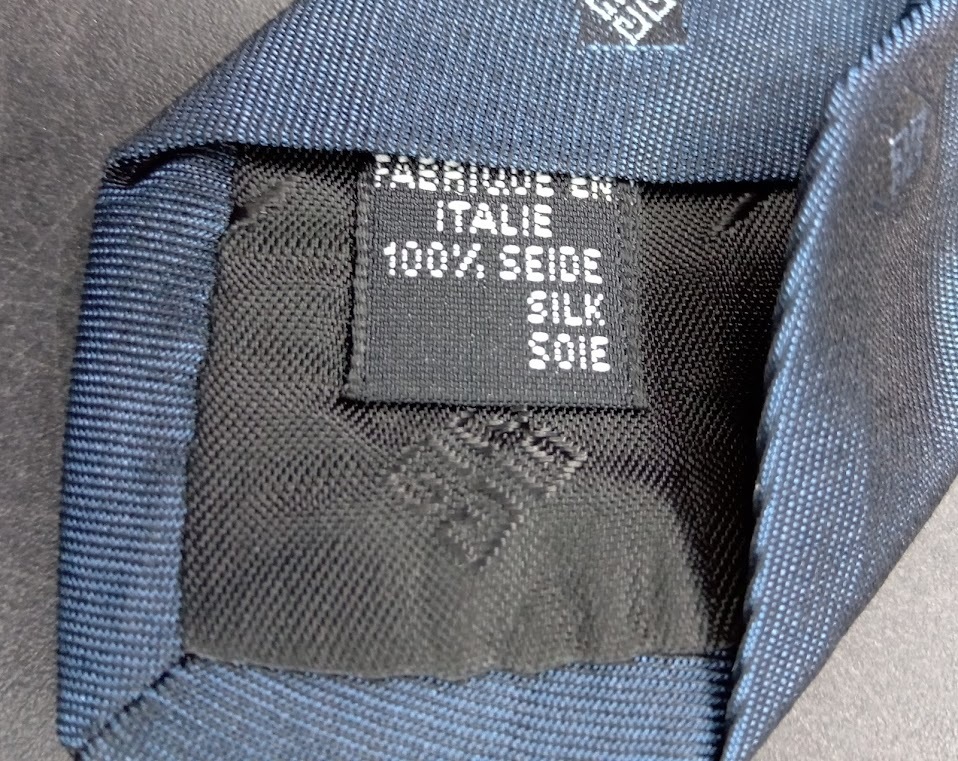 FABRIQUE EN
ITALIE
100% SEIDE
SILK
SOIE